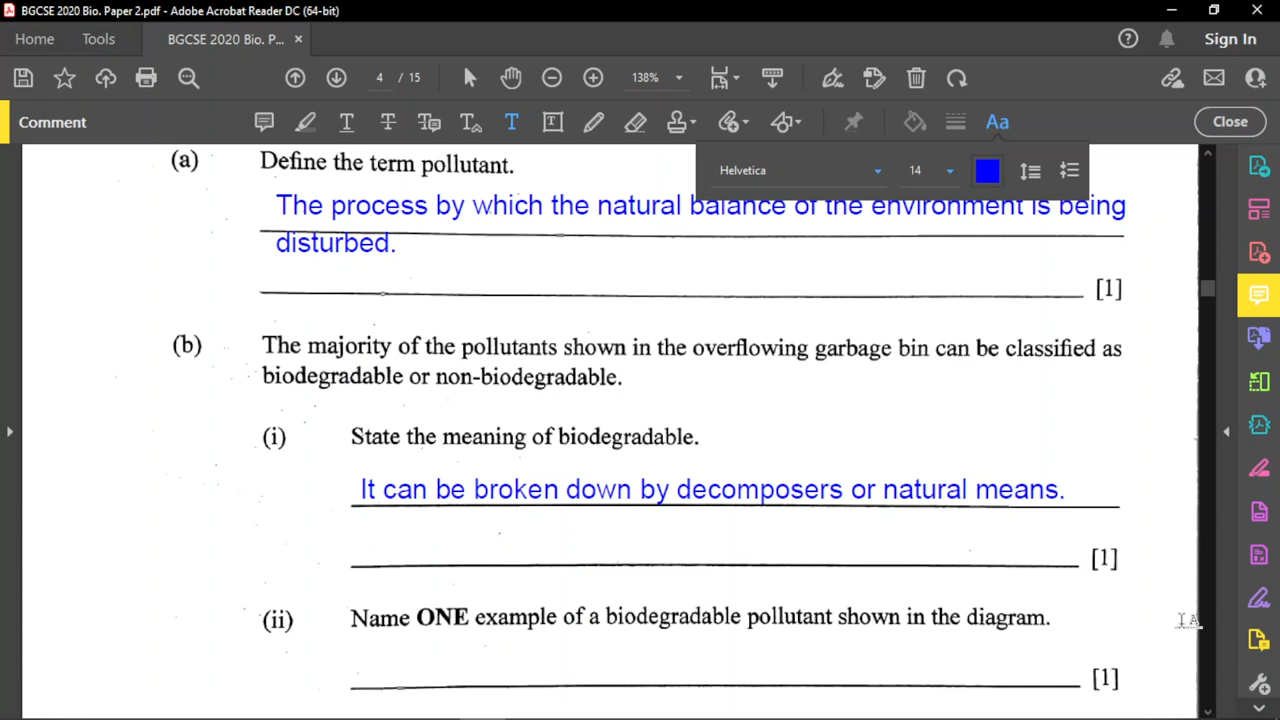 BGCSE 2020 Bio. Paper 2.pdf - Adobe Acrobat Reader DC (64-bit)
Home Tools BGCSE 2020 Bio. P... × Sign In
4 / 15 138%
Comment Close
Helvetica 14
(a) Define the term pollutant.
The process by which the natural balance of the environment is being
disturbed.
[1]
(b) The majority of the pollutants shown in the overflowing garbage bin can be classified as
biodegradable or non-biodegradable.
(i) State the meaning of biodegradable.
It can be broken down by decomposers or natural means.
[1]
(ii) Name ONE example of a biodegradable pollutant shown in the diagram.
[1]